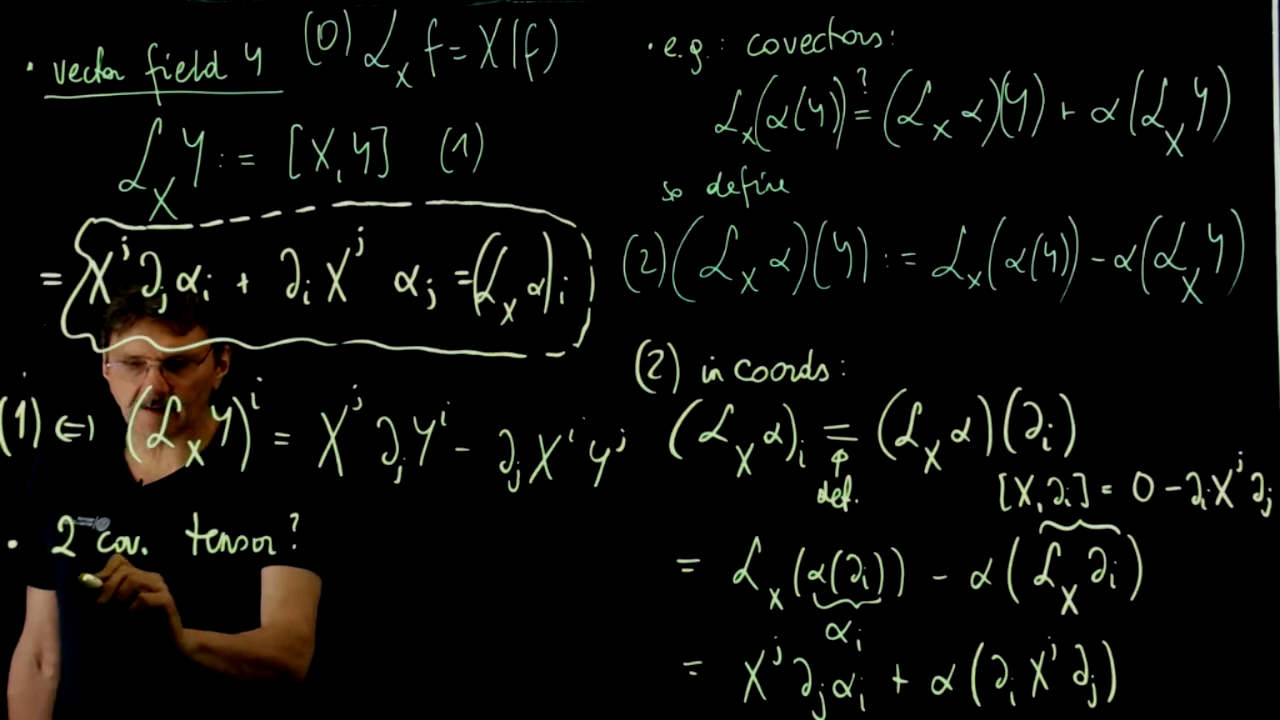 (0) ℒ_X f = X(f)
· vector field Y
ℒ_X Y := [X,Y] (1)
= X^j ∂_j α_i + ∂_i X^j α_j = (ℒ_X α)_i
(1) ⇔ (ℒ_X Y)^i = X^j ∂_j Y^i - ∂_j X^i Y^j
· 2 cov. tensor?
· e.g.: covectors:
ℒ_X(α(Y)) ?= (ℒ_X α)(Y) + α(ℒ_X Y)
so define
(2) (ℒ_X α)(Y) := ℒ_X(α(Y)) - α(ℒ_X Y)
(2) in coords:
(ℒ_X α)_i = (ℒ_X α)(∂_i)
↑
def.
[X,∂_i] = 0 - ∂_i X^j ∂_j
= ℒ_X(α(∂_i)) - α(ℒ_X ∂_i)
α_i
= X^j ∂_j α_i + α(∂_i X^j ∂_j)